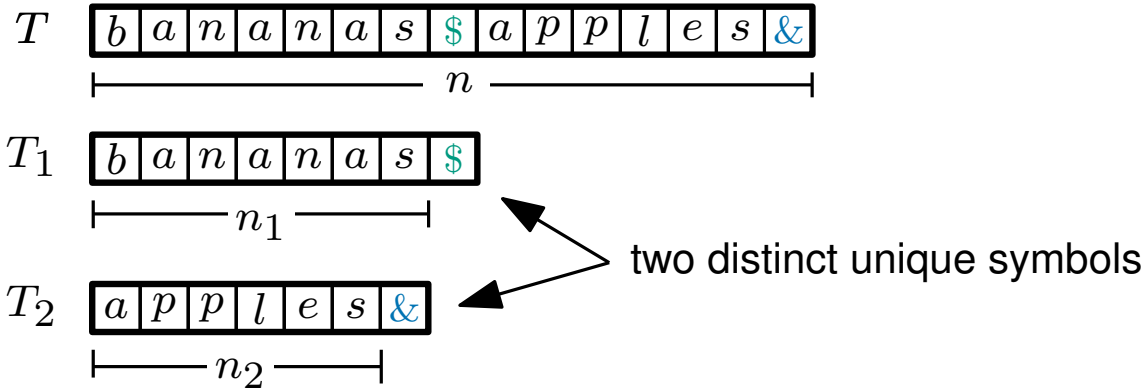 T b a n a n a s $ a p p l e s &
n
T₁ b a n a n a s $
n₁
two distinct unique symbols
T₂ a p p l e s &
n₂